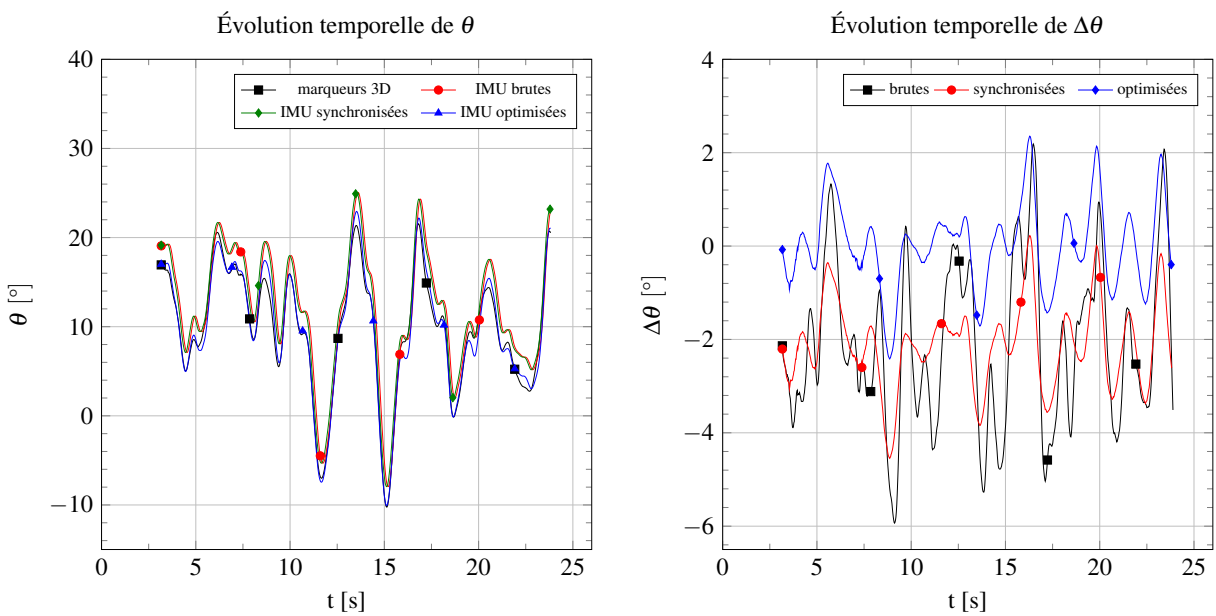 Évolution temporelle de θ
40
30
20
10
0
−10
0
5
10
15
20
25
θ [°]
t [s]
marqueurs 3D
IMU brutes
IMU synchronisées
IMU optimisées
Évolution temporelle de Δθ
4
2
0
−2
−4
−6
0
5
10
15
20
25
Δθ [°]
t [s]
brutes
synchronisées
optimisées